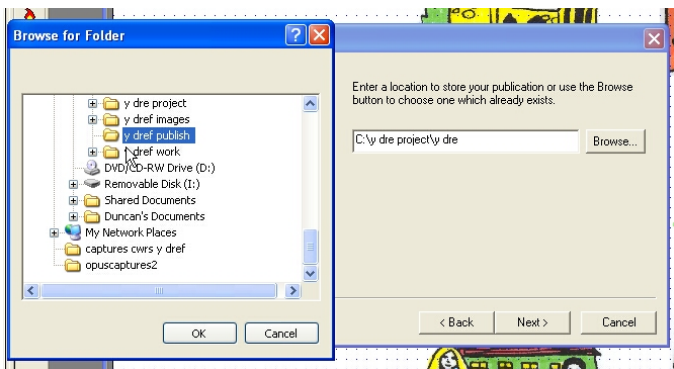 Browse for Folder
y dre project
y dref images
y dref publish
dref work
DVD/CD-RW Drive (D:)
Removable Disk (I:)
Shared Documents
Duncan's Documents
My Network Places
captures cwrs y dref
opuscaptures2
OK
Cancel
Enter a location to store your publication or use the Browse
button to choose one which already exists.
C:\y dre project\y dre
Browse...
< Back
Next >
Cancel